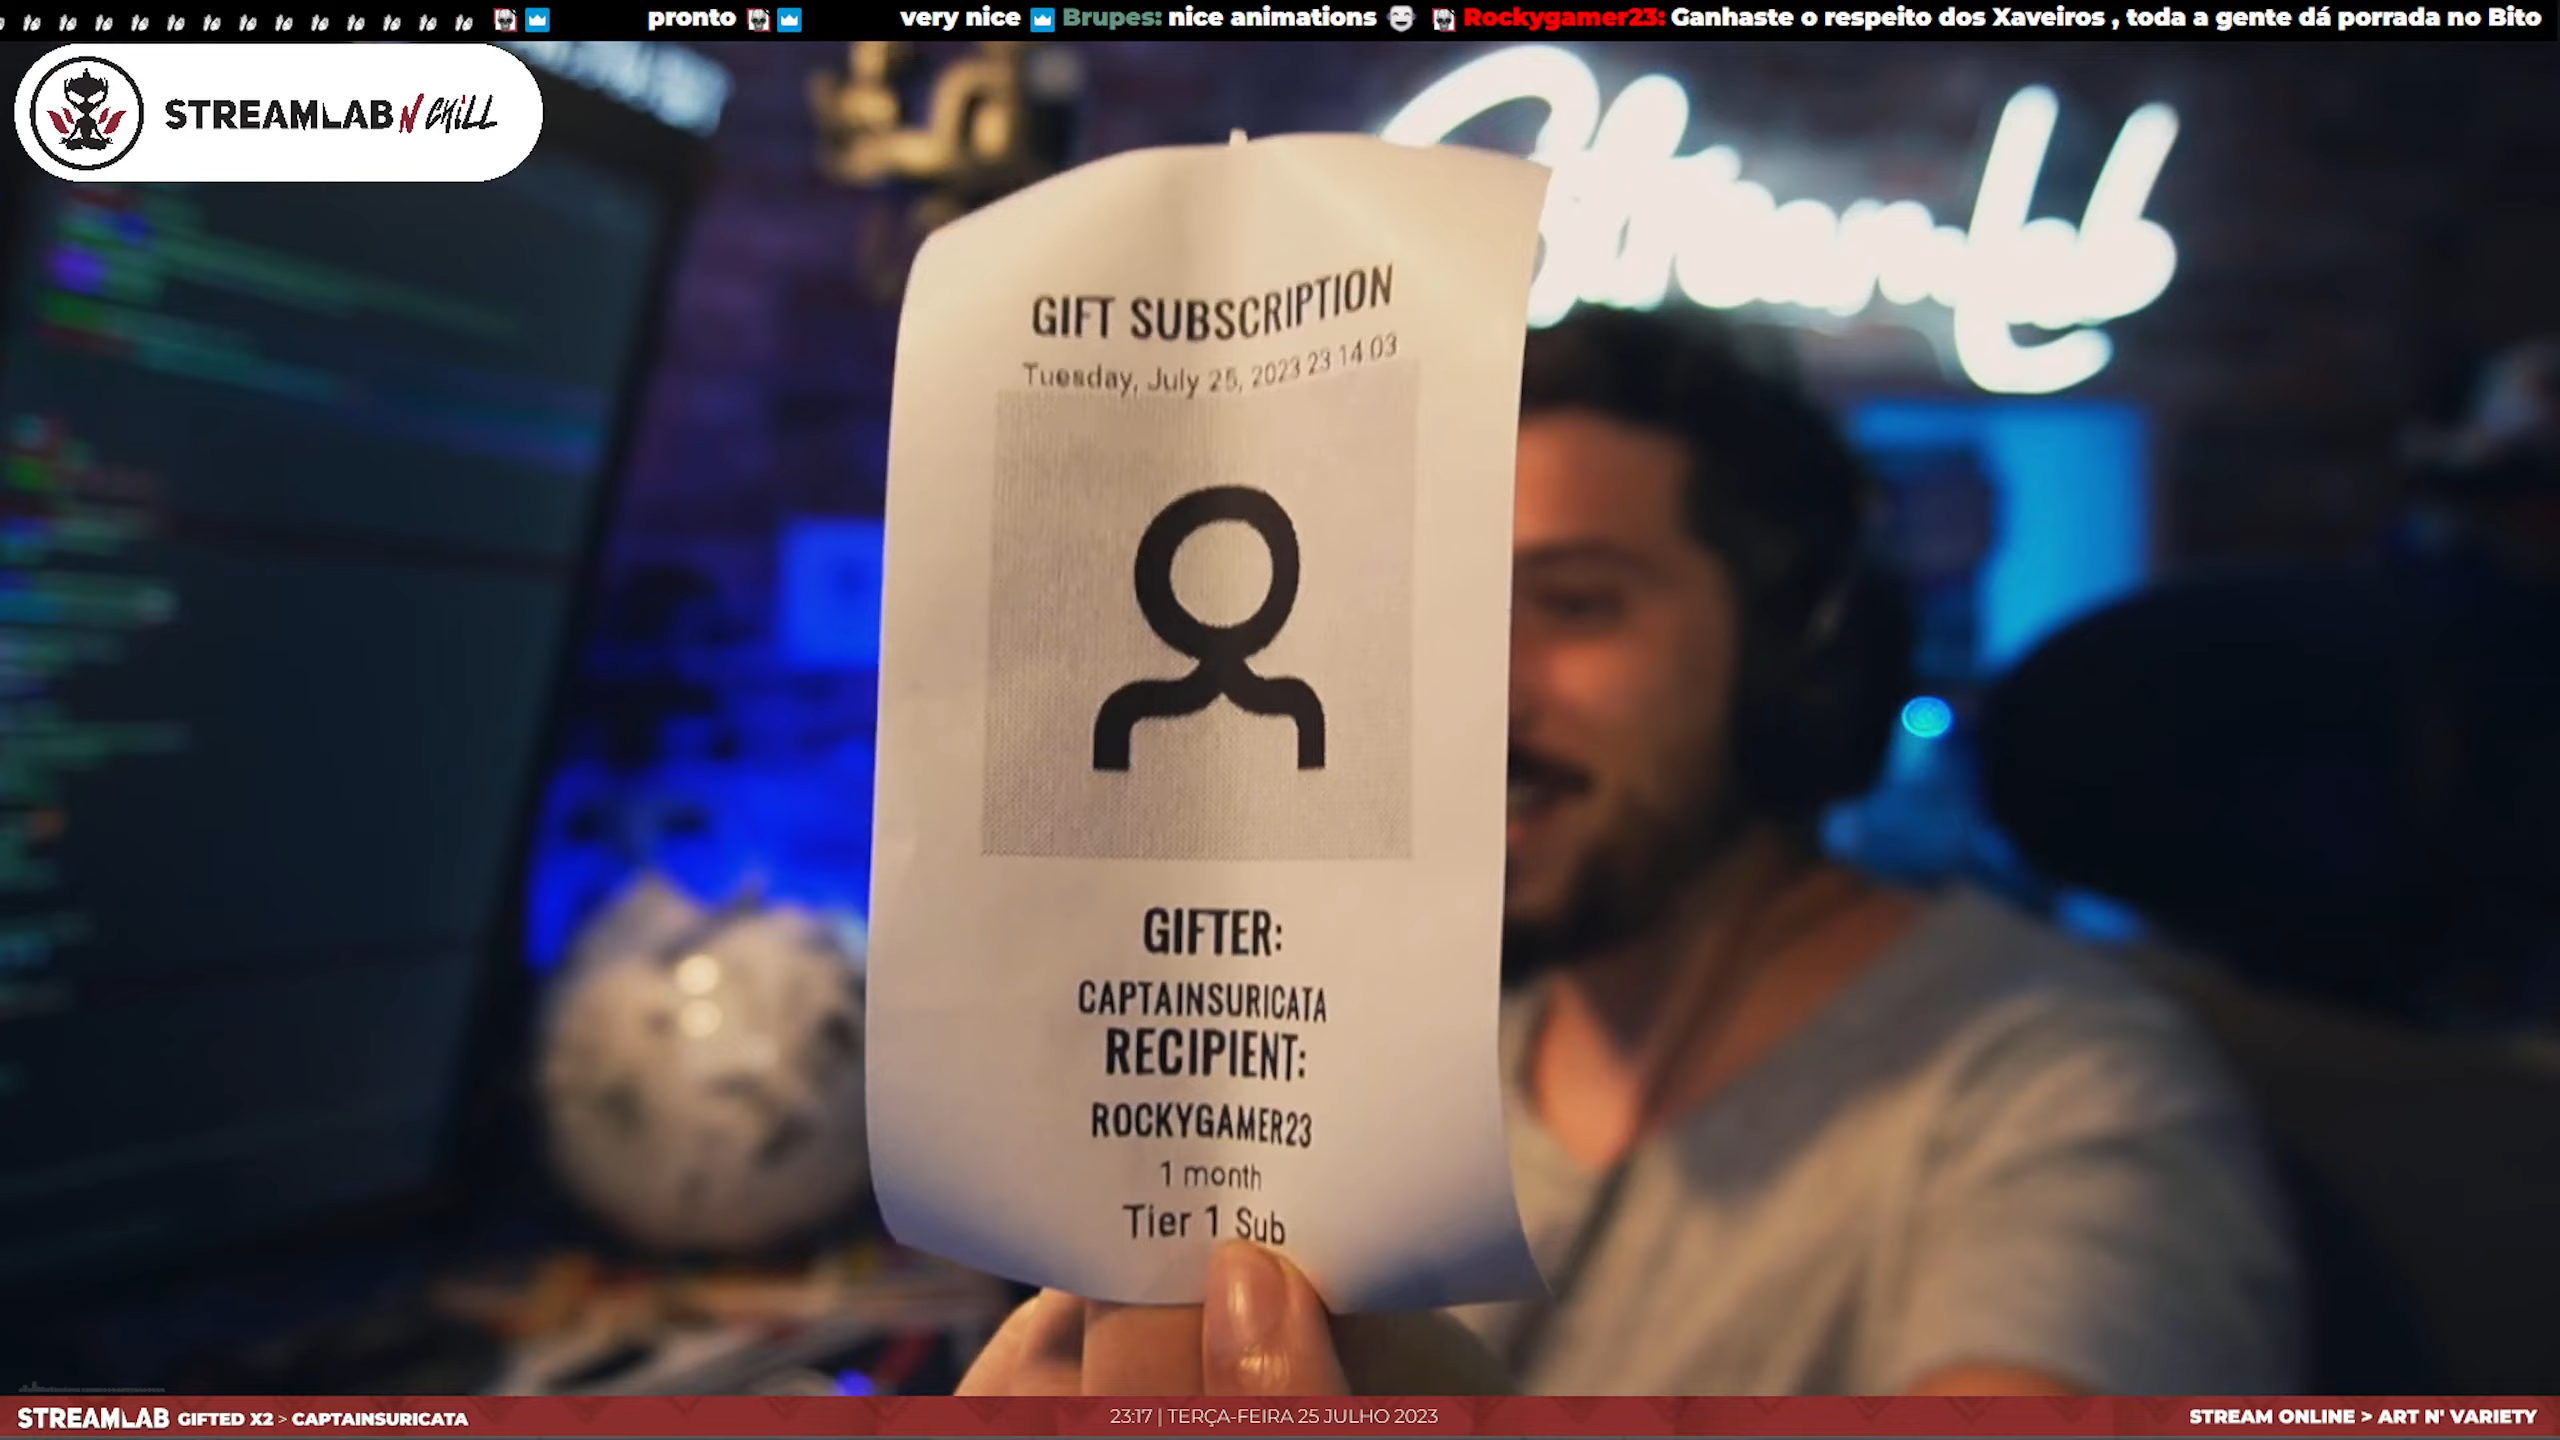 pronto very nice Brupes: nice animations Rockygamer23: Ganhaste o respeito dos Xaveiros , toda a gente dá porrada no Bito
STREAMLAB N' CHILL
StreamLab
GIFT SUBSCRIPTION
Tuesday, July 25, 2023 23 14 03
GIFTER:
CAPTAINSURICATA
RECIPIENT:
ROCKYGAMER23
1 month
Tier 1 Sub
STREAMLAB GIFTED X2 > CAPTAINSURICATA
23:17 | TERÇA-FEIRA 25 JULHO 2023
STREAM ONLINE > ART N' VARIETY